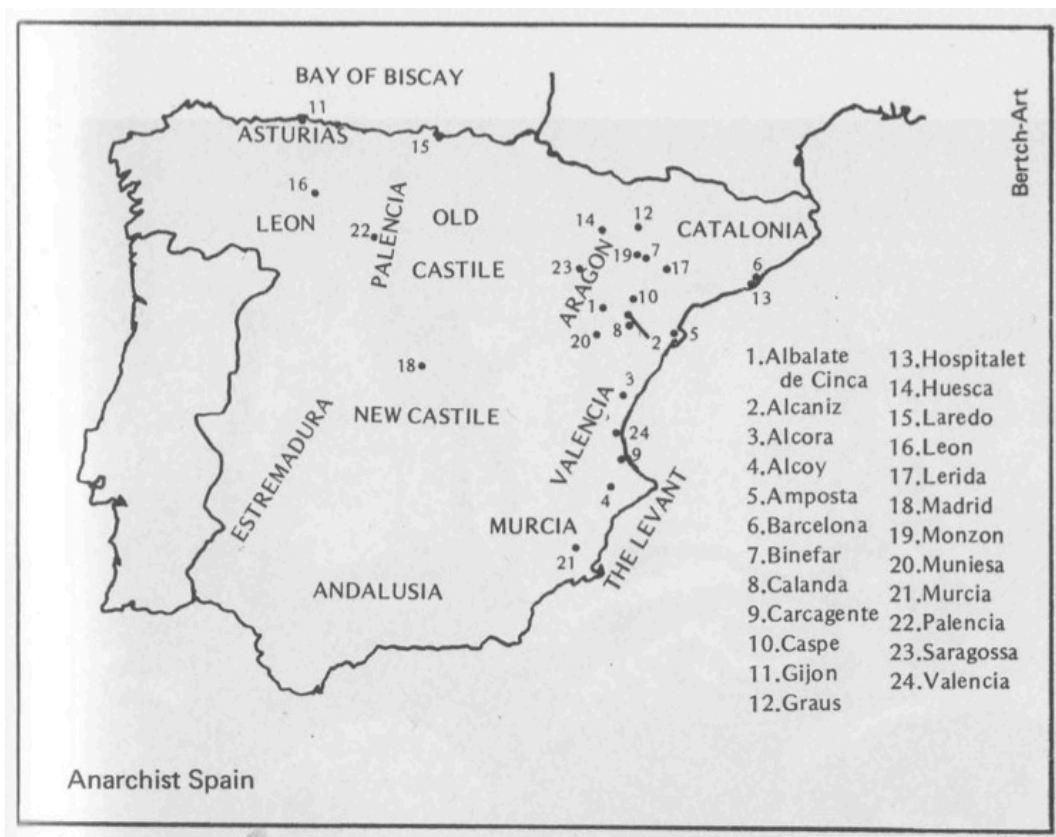 BAY OF BISCAY
11
ASTURIAS
15
16
LEON
22
PALENCIA
OLD
CASTILE
14
12
CATALONIA
19
7
23
17
ARAGON
6
13
1
10
8
20
2
5
18
3
NEW CASTILE
VALENCIA
24
9
ESTREMADURA
4
MURCIA
21
THE LEVANT
ANDALUSIA
1.Albalate
de Cinca
2.Alcaniz
3.Alcora
4.Alcoy
5.Amposta
6.Barcelona
7.Binefar
8.Calanda
9.Carcagente
10.Caspe
11.Gijon
12.Graus
13.Hospitalet
14.Huesca
15.Laredo
16.Leon
17.Lerida
18.Madrid
19.Monzon
20.Muniesa
21.Murcia
22.Palencia
23.Saragossa
24.Valencia
Bertch-Art
Anarchist Spain